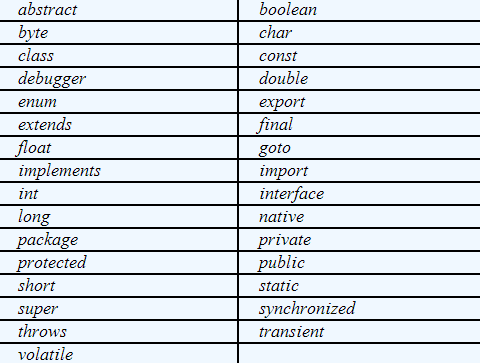 abstract boolean
byte char
class const
debugger double
enum export
extends final
float goto
implements import
int interface
long native
package private
protected public
short static
super synchronized
throws transient
volatile